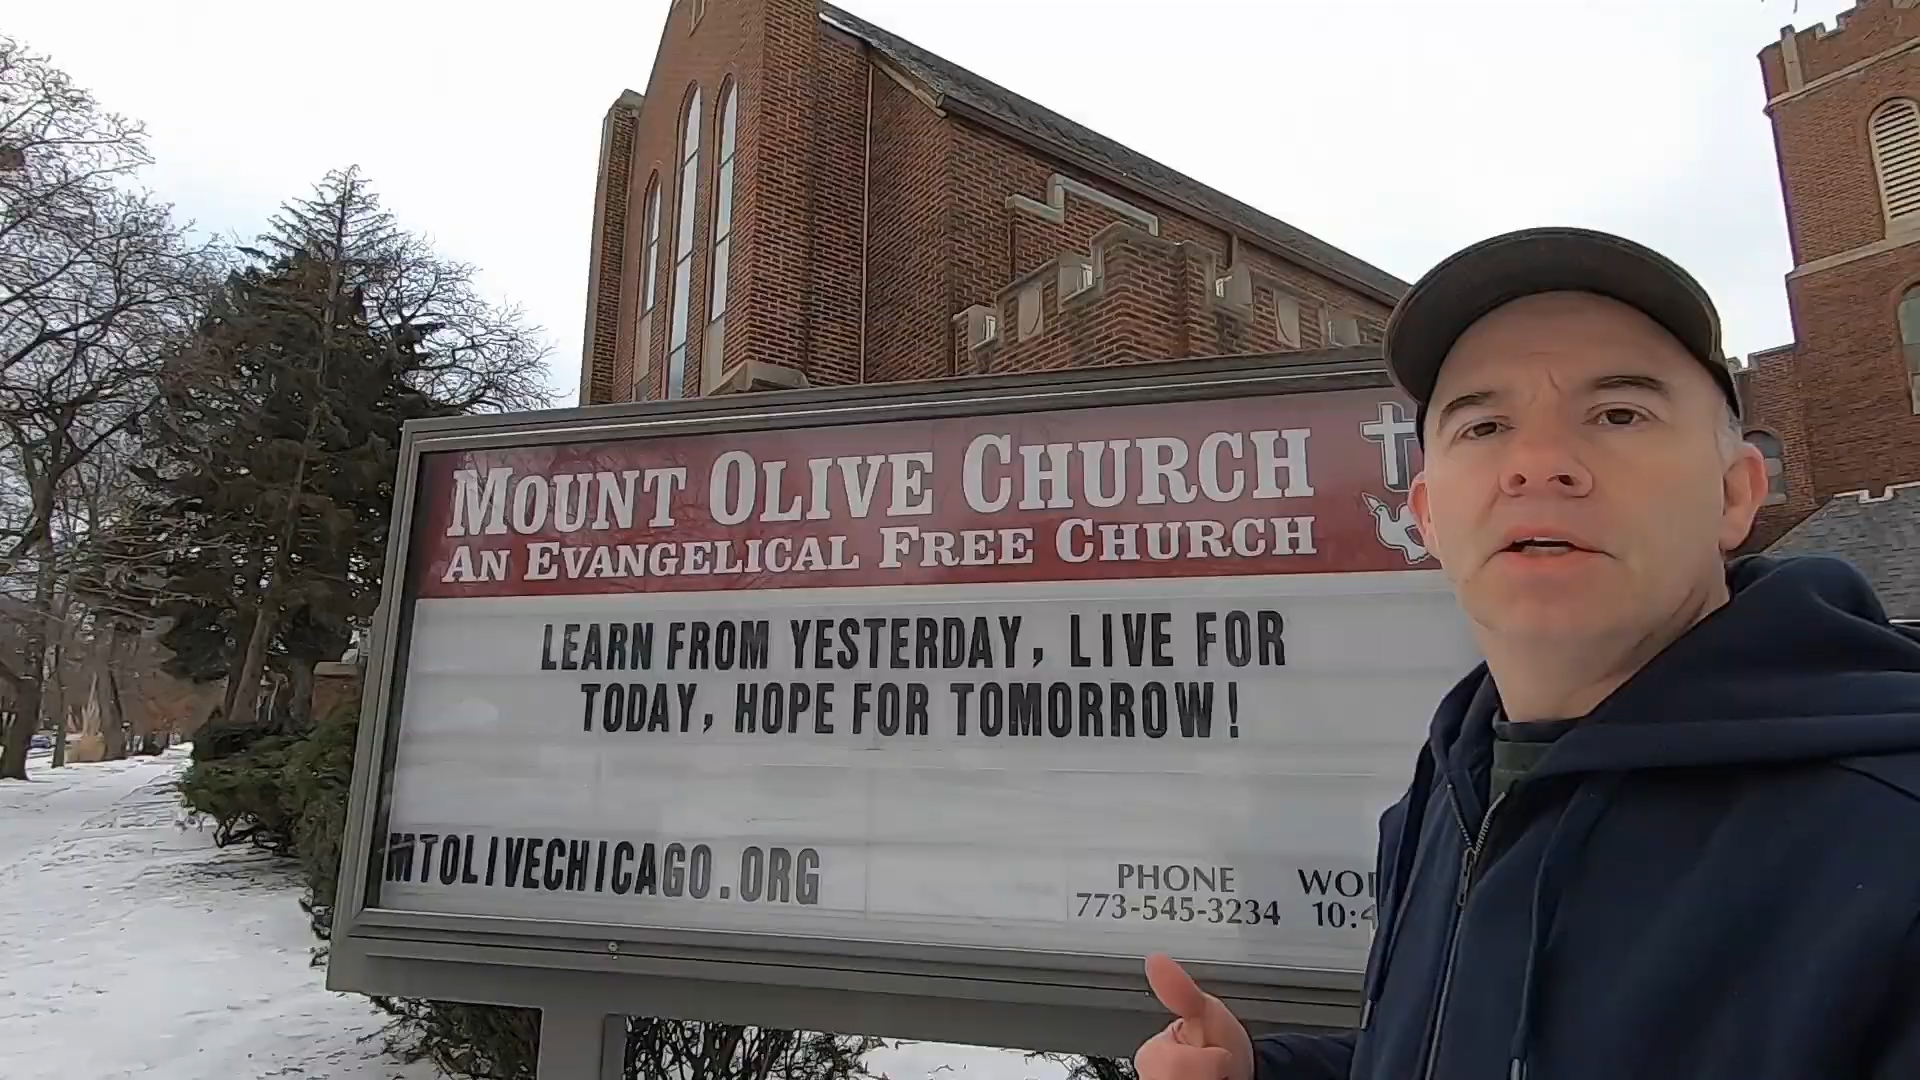 MOUNT OLIVE CHURCH
AN EVANGELICAL FREE CHURCH
LEARN FROM YESTERDAY, LIVE FOR
TODAY, HOPE FOR TOMORROW!
MTOLIVECHICAGO.ORG
PHONE
773-545-3234